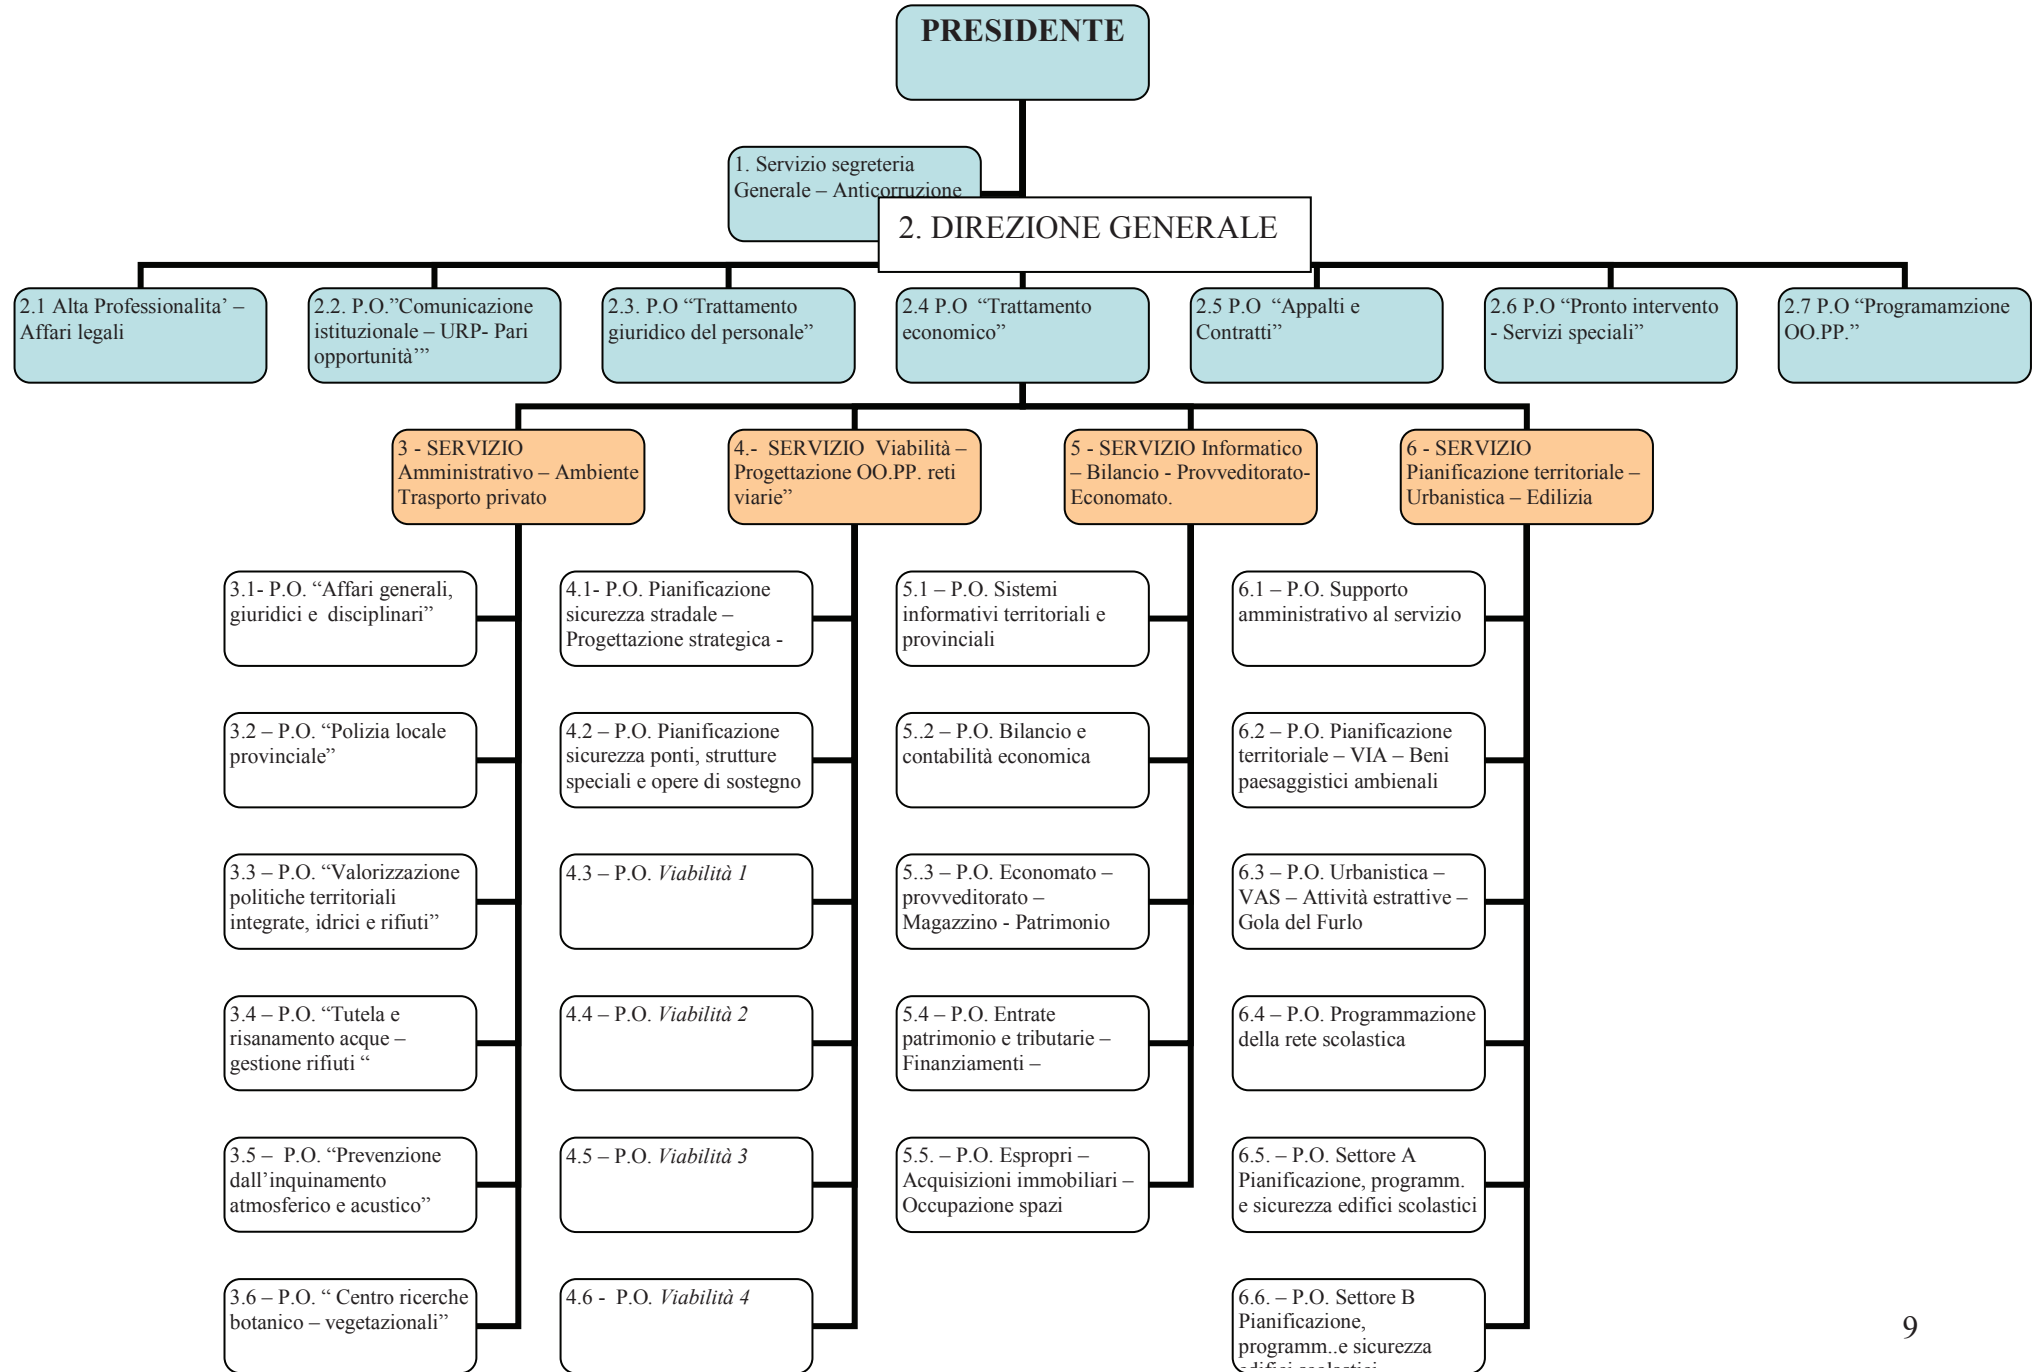 PRESIDENTE
1. Servizio segreteria
Generale – Anticorruzione
2. DIREZIONE GENERALE
2.1 Alta Professionalita’ –
Affari legali
2.2. P.O.”Comunicazione
istituzionale – URP- Pari
opportunità’”
2.3. P.O “Trattamento
giuridico del personale”
2.4 P.O “Trattamento
economico”
2.5 P.O “Appalti e
Contratti”
2.6 P.O “Pronto intervento
- Servizi speciali”
2.7 P.O “Programamzione
OO.PP.”
3 - SERVIZIO
Amministrativo – Ambiente
Trasporto privato
4.- SERVIZIO Viabilità –
Progettazione OO.PP. reti
viarie”
5 - SERVIZIO Informatico
– Bilancio - Provveditorato-
Economato.
6 - SERVIZIO
Pianificazione territoriale –
Urbanistica – Edilizia
3.1- P.O. “Affari generali,
giuridici e disciplinari”
4.1- P.O. Pianificazione
sicurezza stradale –
Progettazione strategica -
5.1 – P.O. Sistemi
informativi territoriali e
provinciali
6.1 – P.O. Supporto
amministrativo al servizio
3.2 – P.O. “Polizia locale
provinciale”
4.2 – P.O. Pianificazione
sicurezza ponti, strutture
speciali e opere di sostegno
5..2 – P.O. Bilancio e
contabilità economica
6.2 – P.O. Pianificazione
territoriale – VIA – Beni
paesaggistici ambienali
3.3 – P.O. “Valorizzazione
politiche territoriali
integrate, idrici e rifiuti”
4.3 – P.O. Viabilità 1
5..3 – P.O. Economato –
provveditorato –
Magazzino - Patrimonio
6.3 – P.O. Urbanistica –
VAS – Attività estrattive –
Gola del Furlo
3.4 – P.O. “Tutela e
risanamento acque –
gestione rifiuti “
4.4 – P.O. Viabilità 2
5.4 – P.O. Entrate
patrimonio e tributarie –
Finanziamenti –
6.4 – P.O. Programmazione
della rete scolastica
3.5 – P.O. “Prevenzione
dall’inquinamento
atmosferico e acustico”
4.5 – P.O. Viabilità 3
5.5. – P.O. Espropri –
Acquisizioni immobiliari –
Occupazione spazi
6.5. – P.O. Settore A
Pianificazione, programm.
e sicurezza edifici scolastici
3.6 – P.O. “ Centro ricerche
botanico – vegetazionali”
4.6 - P.O. Viabilità 4
6.6. – P.O. Settore B
Pianificazione,
programm..e sicurezza
edifici scolastici
9